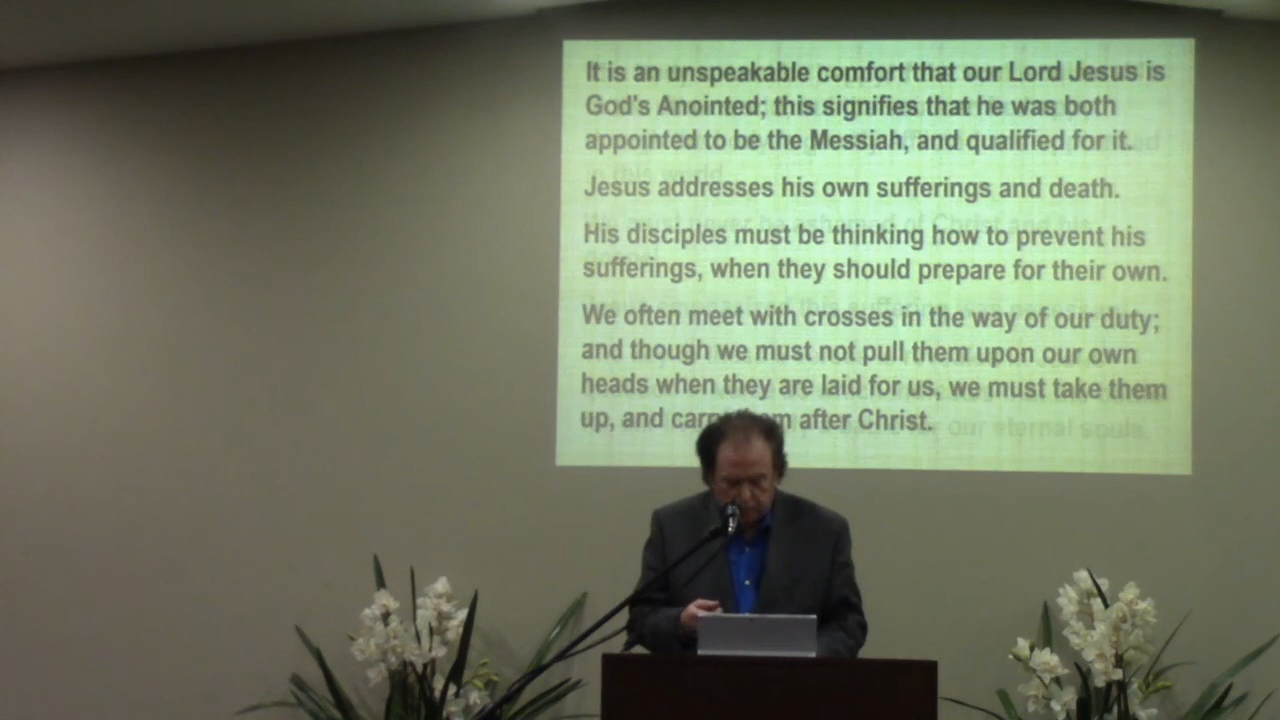 It is an unspeakable comfort that our Lord Jesus is
God's Anointed; this signifies that he was both
appointed to be the Messiah, and qualified for it.
Jesus addresses his own sufferings and death.
His disciples must be thinking how to prevent his
sufferings, when they should prepare for their own.
We often meet with crosses in the way of our duty;
and though we must not pull them upon our own
heads when they are laid for us, we must take them
up, and carry them after Christ.
our eternal souls.